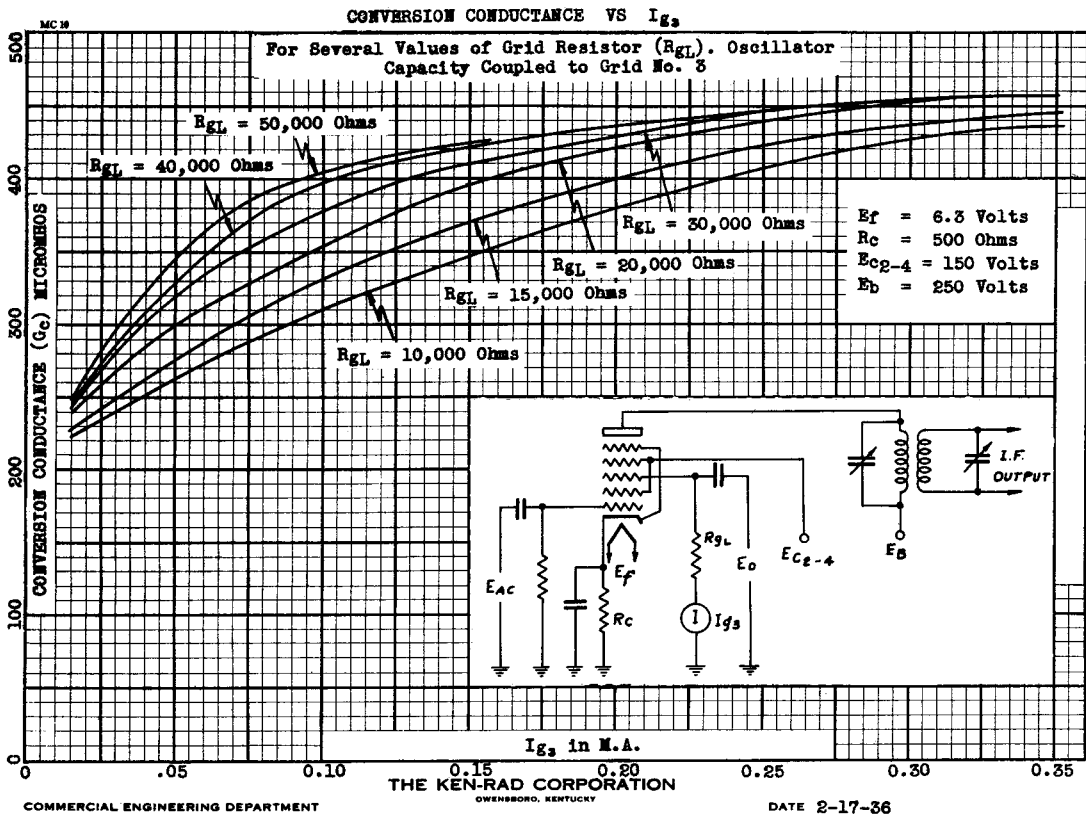 CONVERSION CONDUCTANCE VS Ig3
MC 10
For Several Values of Grid Resistor (RgL). Oscillator
Capacity Coupled to Grid No. 3
RgL = 50,000 Ohms
RgL = 40,000 Ohms
RgL = 30,000 Ohms
RgL = 20,000 Ohms
RgL = 15,000 Ohms
RgL = 10,000 Ohms
Ef = 6.3 Volts
Rc = 500 Ohms
Ec2-4 = 150 Volts
Eb = 250 Volts
CONVERSION CONDUCTANCE (Gc) MICROMHOS
500
400
300
200
100
0
I.F.
OUTPUT
EAC
Ef
Rc
RgL
I
Ig3
Eo
Ec2-4
EB
Ig3 in M.A.
0 .05 0.10 0.15 0.20 0.25 0.30 0.35
THE KEN-RAD CORPORATION
OWENSBORO, KENTUCKY
COMMERCIAL ENGINEERING DEPARTMENT
DATE 2-17-36